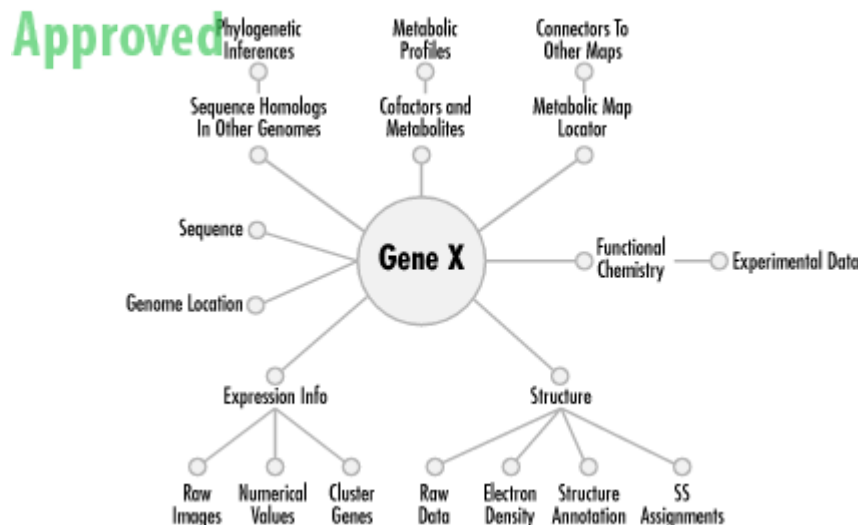 Approved
Phylogenetic
Inferences
Metabolic
Profiles
Connectors To
Other Maps
Sequence Homologs
In Other Genomes
Cofactors and
Metabolites
Metabolic Map
Locator
Sequence
Gene X
Functional
Chemistry
Experimental Data
Genome Location
Expression Info
Structure
Raw
Images
Numerical
Values
Cluster
Genes
Raw
Data
Electron
Density
Structure
Annotation
SS
Assignments